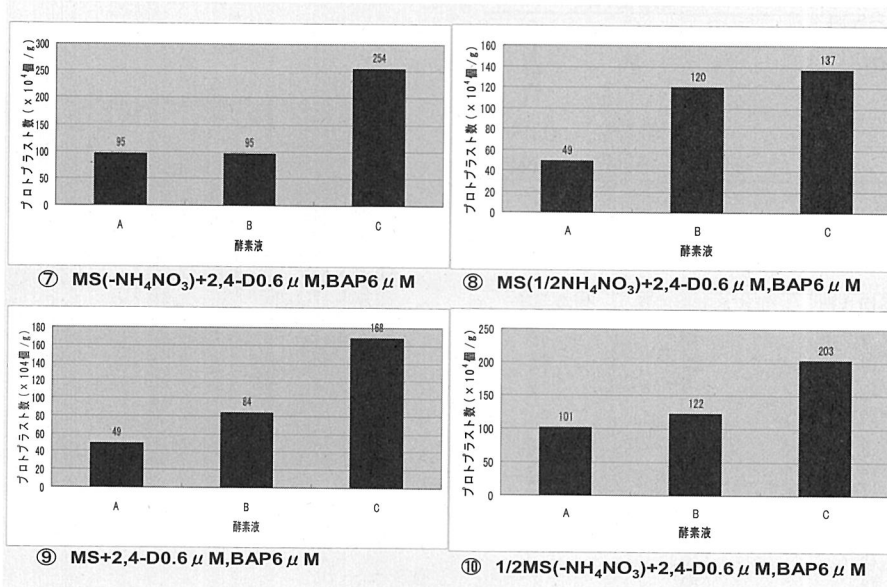 プロトプラスト数(×10⁴個/g)
300
250
200
150
100
50
0
95
95
254
A
B
C
酵素液
⑦ MS(-NH₄NO₃)+2,4-D0.6μM,BAP6μM
プロトプラスト数(×10⁴個/g)
160
140
120
100
80
60
40
20
0
49
120
137
A
B
C
酵素液
⑧ MS(1/2NH₄NO₃)+2,4-D0.6μM,BAP6μM
プロトプラスト数(×104個/g)
180
160
140
120
100
80
60
40
20
0
49
84
168
A
B
C
酵素液
⑨ MS+2,4-D0.6μM,BAP6μM
プロトプラスト数(×10⁴個/g)
250
200
150
100
50
0
101
122
203
A
B
C
酵素液
⑩ 1/2MS(-NH₄NO₃)+2,4-D0.6μM,BAP6μM